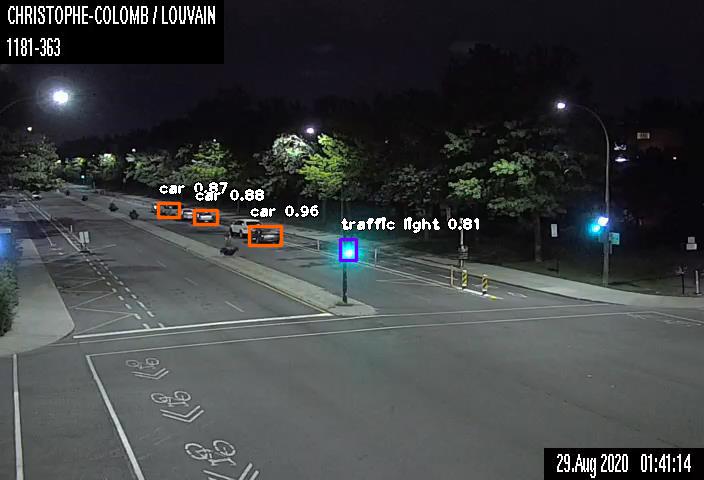 CHRISTOPHE-COLOMB / LOUVAIN
1181-363
car 0.87
car 0.88
car 0.96
traffic light 0.81
29.Aug 2020 01:41:14